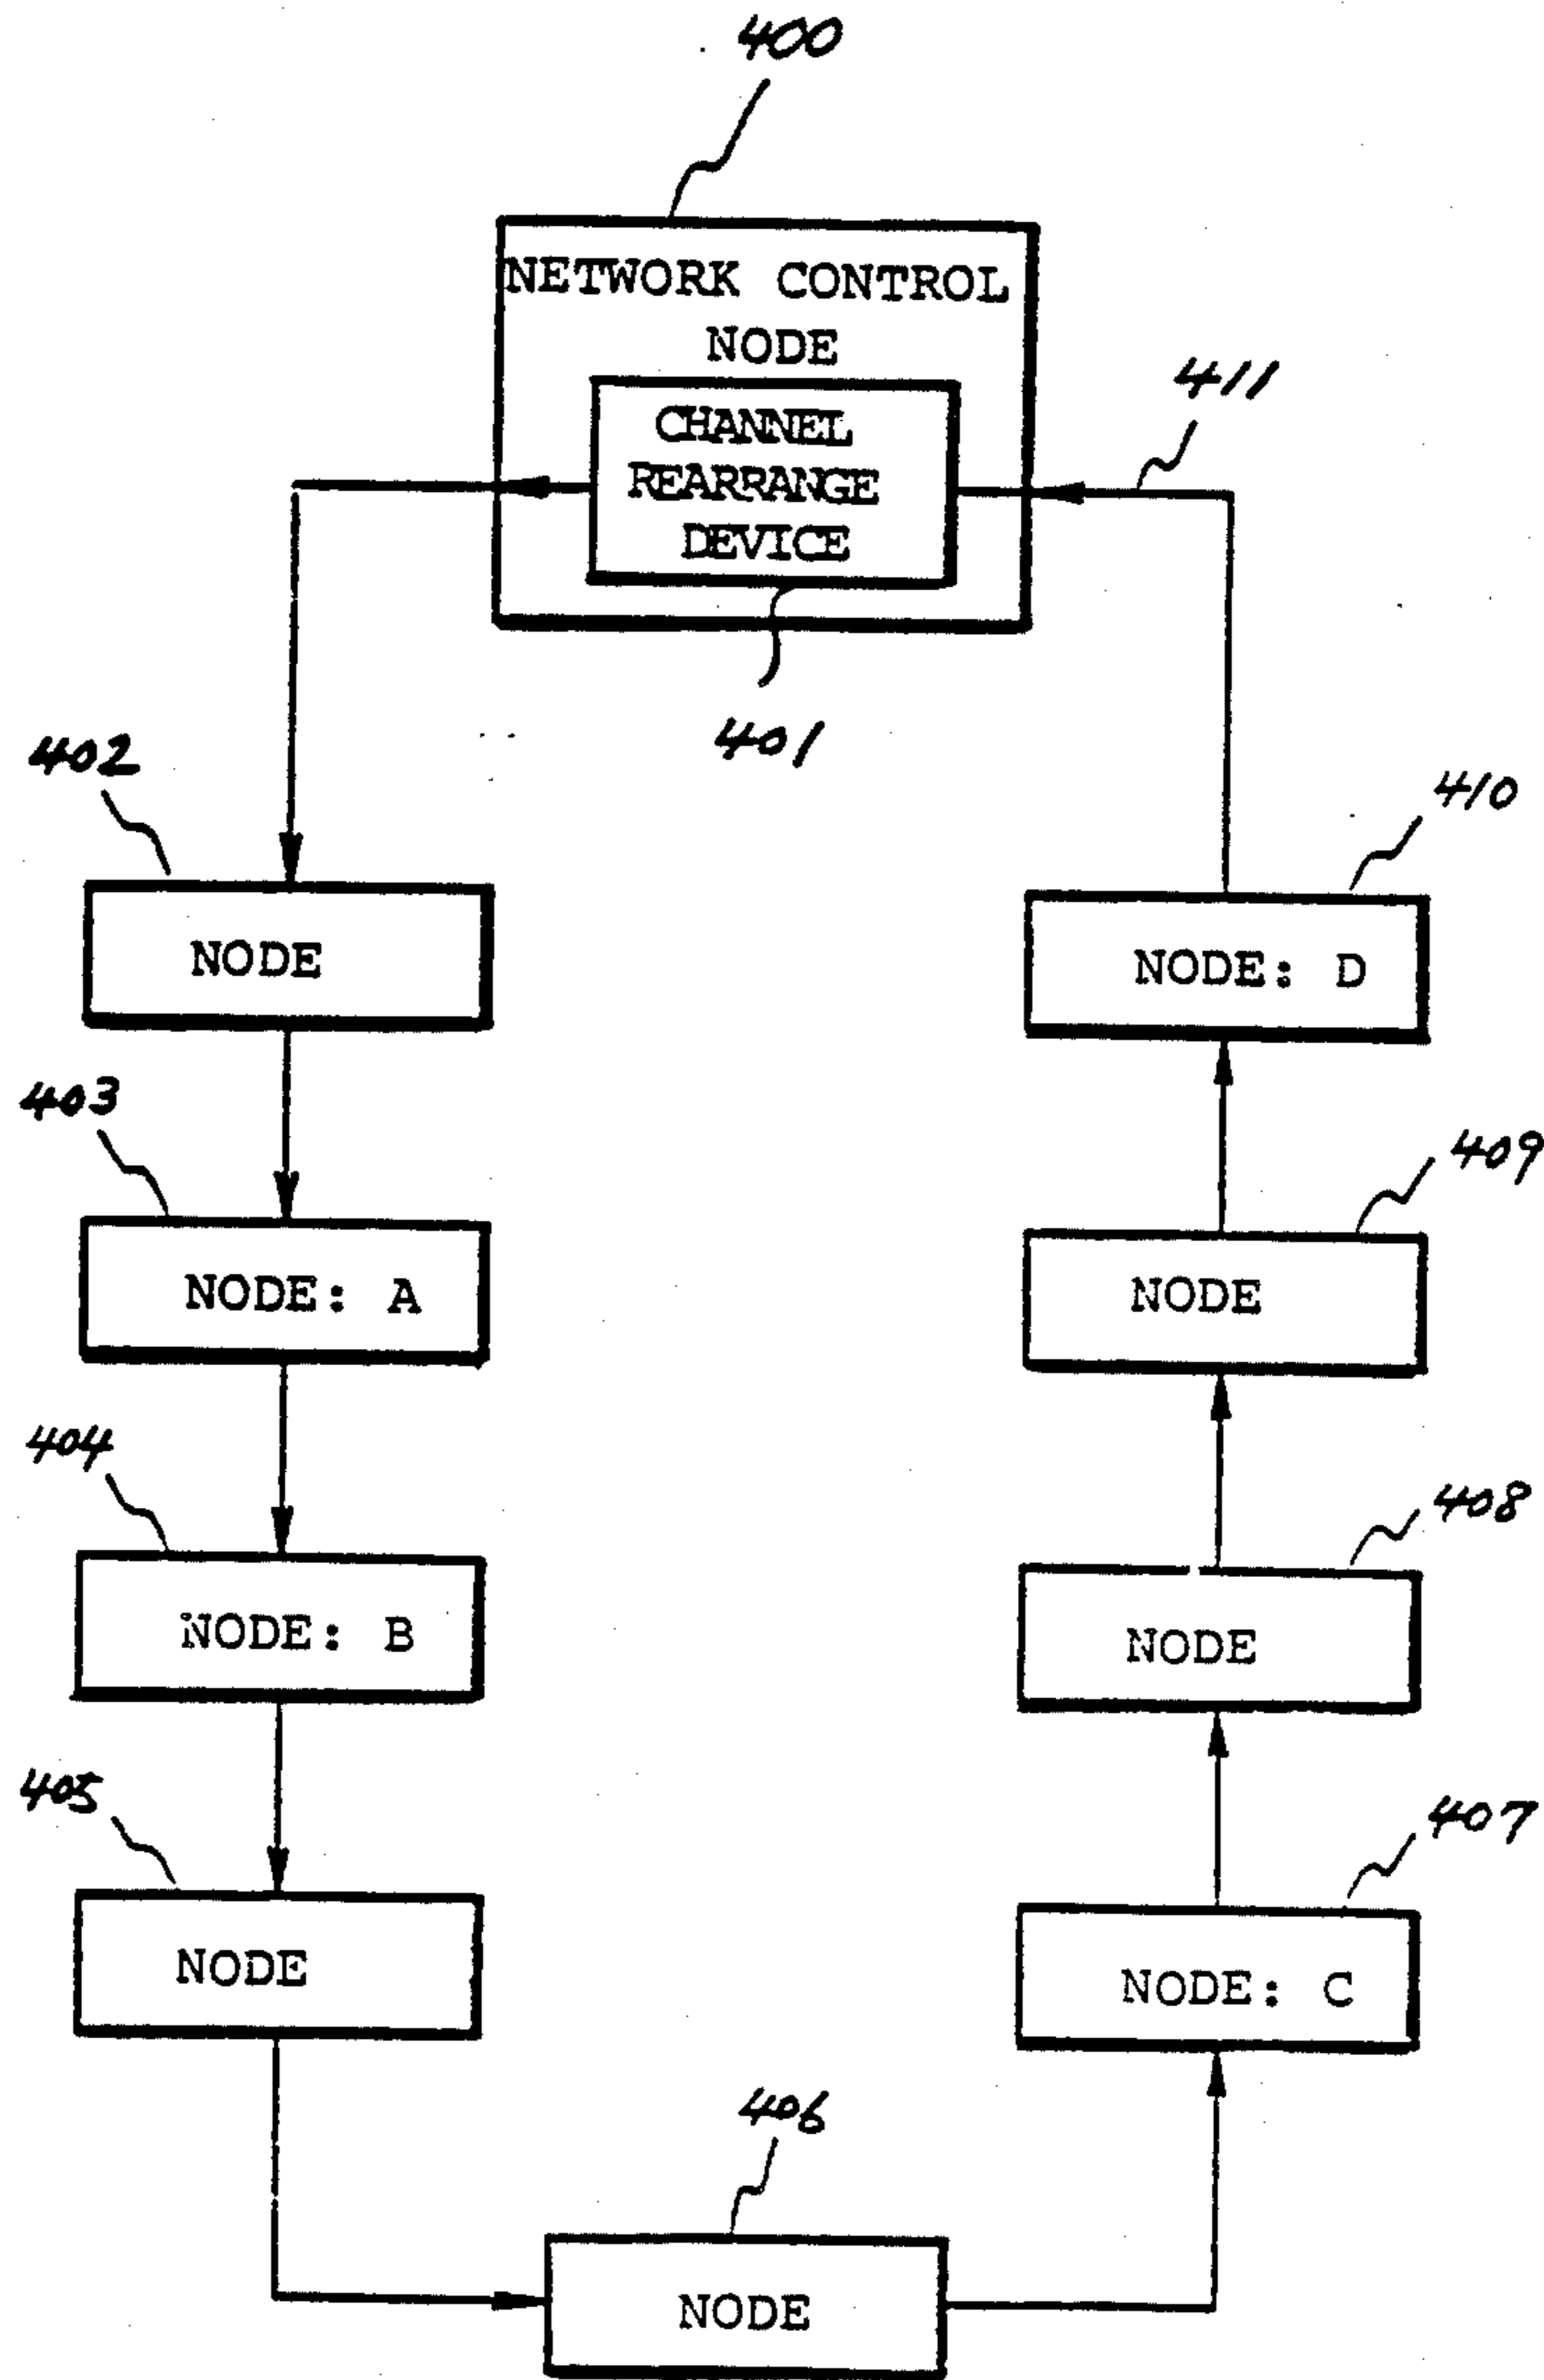 400
NETWORK CONTROL
NODE
411
CHANNEL
REARRANGE
DEVICE
401
402
410
NODE
NODE: D
403
409
NODE: A
NODE
404
408
NODE: B
NODE
405
407
NODE
NODE: C
406
NODE